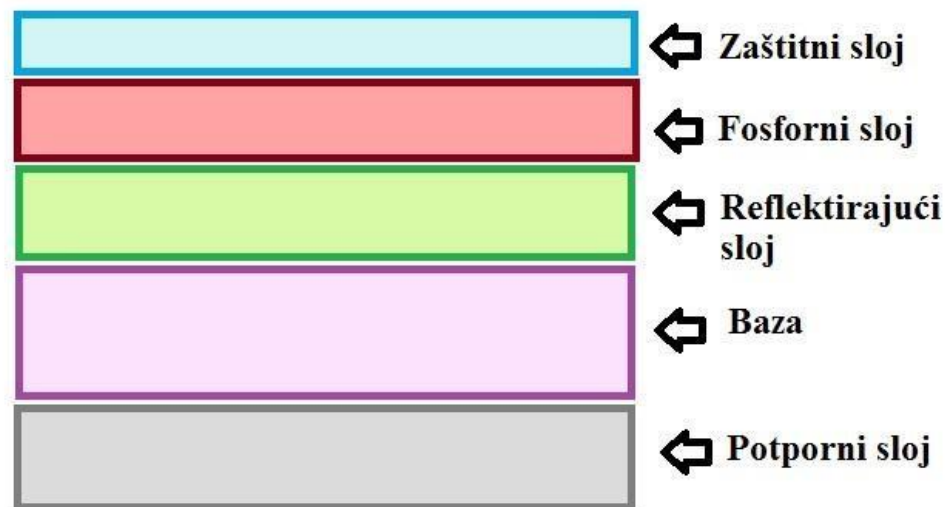 Zaštitni sloj
Fosforni sloj
Reflektirajući
sloj
Baza
Potporni sloj